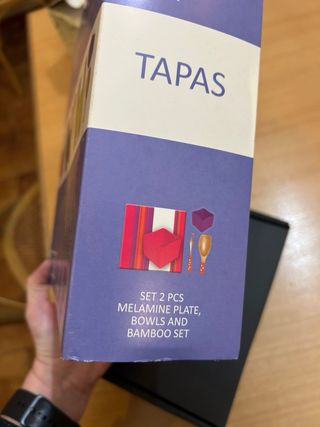 TAPAS
SET 2 PCS
MELAMINE PLATE,
BOWLS AND
BAMBOO SET